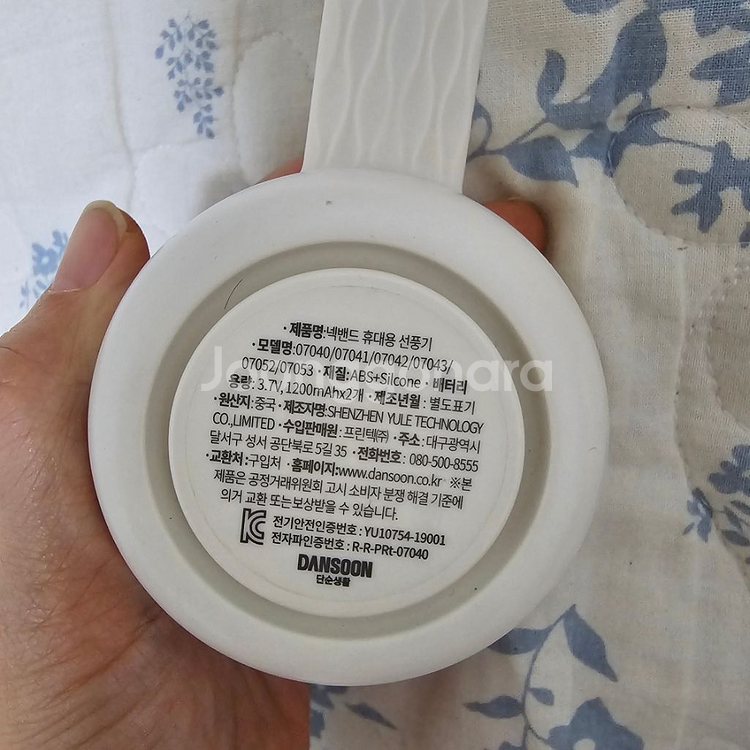 ·제품명:넥밴드 휴대용 선풍기
·모델명:07040/07041/07042/07043/
07052/07053 ·재질:ABS+Silcone ·배터리
용량: 3.7V, 1200mAhx2개 ·제조년월: 별도표기
·원산지:중국 ·제조자명:SHENZHEN YULE TECHNOLOGY
CO.,LIMITED ·수입판매원: 프린텍㈜ ·주소: 대구광역시
달서구 성서 공단북로 5길 35 ·전화번호: 080-500-8555
·교환처:구입처 ·홈페이지:www.dansoon.co.kr ※본
제품은 공정거래위원회 고시 소비자 분쟁 해결 기준에
의거 교환 또는보상받을 수 있습니다.
전기안전인증번호: YU10754-19001
전자파인증번호: R-R-PRt-07040
DANSOON
단순생활
Joonggonara